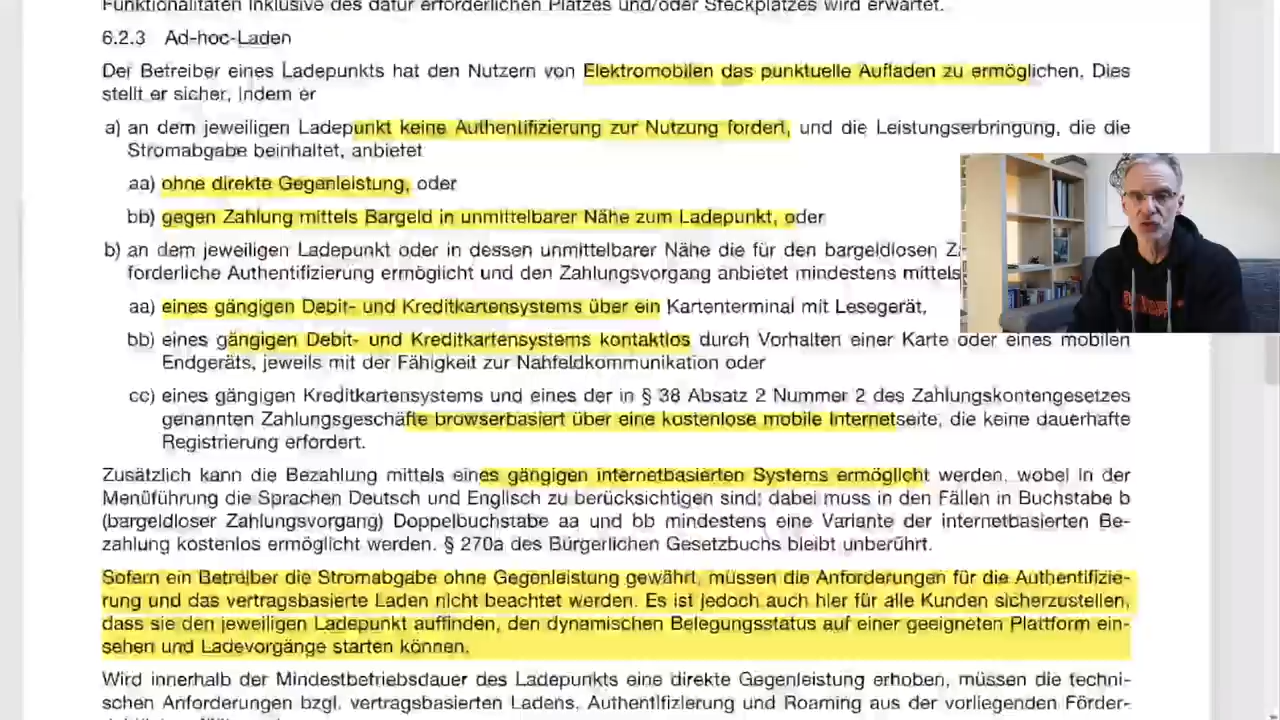 Funktionalitäten inklusive des dafür erforderlichen Platzes und/oder Steckplatzes wird erwartet.
6.2.3 Ad-hoc-Laden
Der Betreiber eines Ladepunkts hat den Nutzern von Elektromobilen das punktuelle Aufladen zu ermöglichen. Dies
stellt er sicher, indem er
a) an dem jeweiligen Ladepunkt keine Authentifizierung zur Nutzung fordert, und die Leistungserbringung, die die
Stromabgabe beinhaltet, anbietet
aa) ohne direkte Gegenleistung, oder
bb) gegen Zahlung mittels Bargeld in unmittelbarer Nähe zum Ladepunkt, oder
b) an dem jeweiligen Ladepunkt oder in dessen unmittelbarer Nähe die für den bargeldlosen Z
forderliche Authentifizierung ermöglicht und den Zahlungsvorgang anbietet mindestens mittels
aa) eines gängigen Debit- und Kreditkartensystems über ein Kartenterminal mit Lesegerät,
bb) eines gängigen Debit- und Kreditkartensystems kontaktlos durch Vorhalten einer Karte oder eines mobilen
Endgeräts, jeweils mit der Fähigkeit zur Nahfeldkommunikation oder
cc) eines gängigen Kreditkartensystems und eines der in § 38 Absatz 2 Nummer 2 des Zahlungskontengesetzes
genannten Zahlungsgeschäfte browserbasiert über eine kostenlose mobile Internetseite, die keine dauerhafte
Registrierung erfordert.
Zusätzlich kann die Bezahlung mittels eines gängigen internetbasierten Systems ermöglicht werden, wobei in der
Menüführung die Sprachen Deutsch und Englisch zu berücksichtigen sind; dabei muss in den Fällen in Buchstabe b
(bargeldloser Zahlungsvorgang) Doppelbuchstabe aa und bb mindestens eine Variante der internetbasierten Be-
zahlung kostenlos ermöglicht werden. § 270a des Bürgerlichen Gesetzbuchs bleibt unberührt.
Sofern ein Betreiber die Stromabgabe ohne Gegenleistung gewährt, müssen die Anforderungen für die Authentifizie-
rung und das vertragsbasierte Laden nicht beachtet werden. Es ist jedoch auch hier für alle Kunden sicherzustellen,
dass sie den jeweiligen Ladepunkt auffinden, den dynamischen Belegungsstatus auf einer geeigneten Plattform ein-
sehen und Ladevorgänge starten können.
Wird innerhalb der Mindestbetriebsdauer des Ladepunkts eine direkte Gegenleistung erhoben, müssen die techni-
schen Anforderungen bzgl. vertragsbasierten Ladens, Authentifizierung und Roaming aus der vorliegenden Förder-